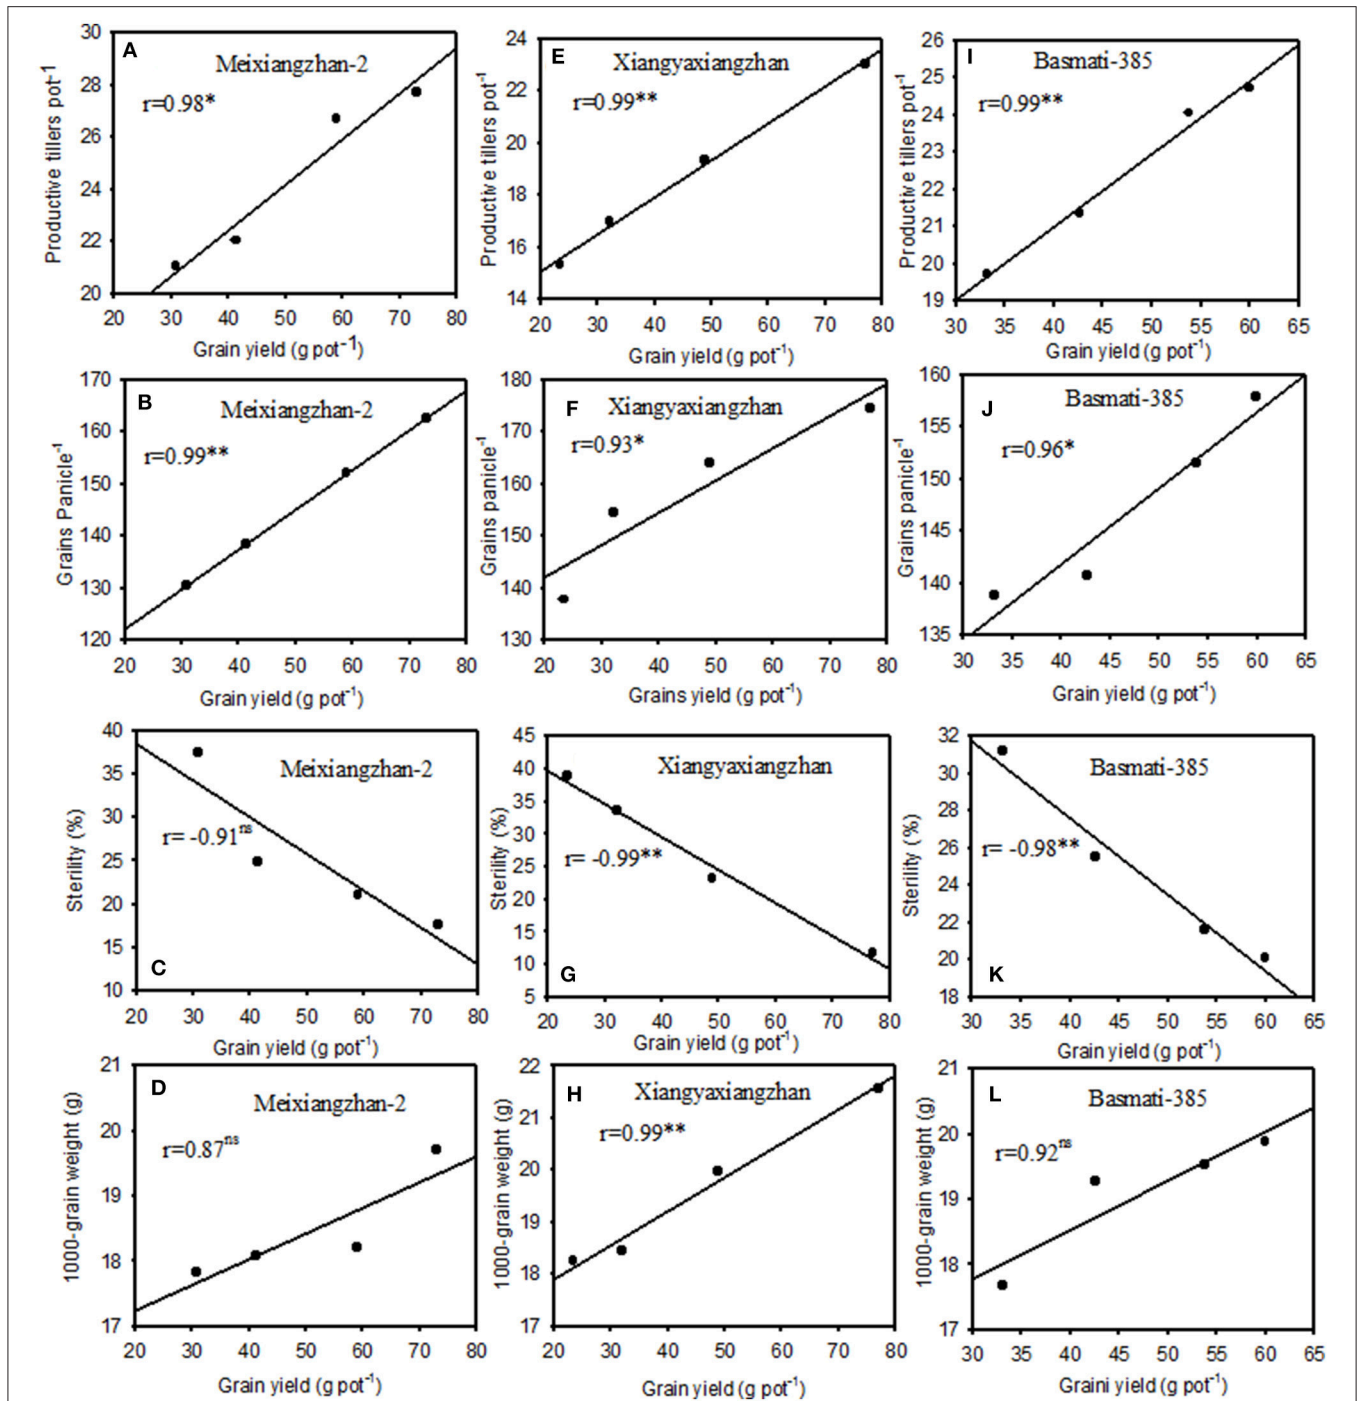 A
Meixiangzhan-2
r=0.98*
Productive tillers pot⁻¹
30
28
26
24
22
20
20 30 40 50 60 70 80
Grain yield (g pot⁻¹)
E
Xiangyaxiangzhan
r=0.99**
Productive tillers pot⁻¹
24
22
20
18
16
14
20 30 40 50 60 70 80
Grain yield (g pot⁻¹)
I
Basmati-385
r=0.99**
Productive tillers pot⁻¹
26
25
24
23
22
21
20
19
30 35 40 45 50 55 60 65
Grain yield (g pot⁻¹)
B
Meixiangzhan-2
r=0.99**
Grains Panicle⁻¹
170
160
150
140
130
120
20 30 40 50 60 70 80
Grain yield (g pot⁻¹)
F
Xiangyaxiangzhan
r=0.93*
Grains panicle⁻¹
180
170
160
150
140
130
20 30 40 50 60 70 80
Grains yield (g pot⁻¹)
J
Basmati-385
r=0.96*
Grains panicle⁻¹
160
155
150
145
140
135
30 35 40 45 50 55 60 65
Grain yield (g pot⁻¹)
C
Meixiangzhan-2
r= -0.91ⁿˢ
Sterility (%)
40
35
30
25
20
15
10
20 30 40 50 60 70 80
Grain yield (g pot⁻¹)
G
Xiangyaxiangzhan
r= -0.99**
Sterility (%)
45
40
35
30
25
20
15
10
5
20 30 40 50 60 70 80
Grain yield (g pot⁻¹)
K
Basmati-385
r= -0.98**
Sterility (%)
32
30
28
26
24
22
20
18
30 35 40 45 50 55 60 65
Grain yield (g pot⁻¹)
D
Meixiangzhan-2
r=0.87ⁿˢ
1000-grain weight (g)
21
20
19
18
17
20 30 40 50 60 70 80
Grain yield (g pot⁻¹)
H
Xiangyaxiangzhan
r=0.99**
1000-grain weight (g)
22
21
20
19
18
17
20 30 40 50 60 70 80
Grain yield (g pot⁻¹)
L
Basmati-385
r=0.92ⁿˢ
1000-grain weight (g)
21
20
19
18
17
30 35 40 45 50 55 60 65
Graini yield (g pot⁻¹)